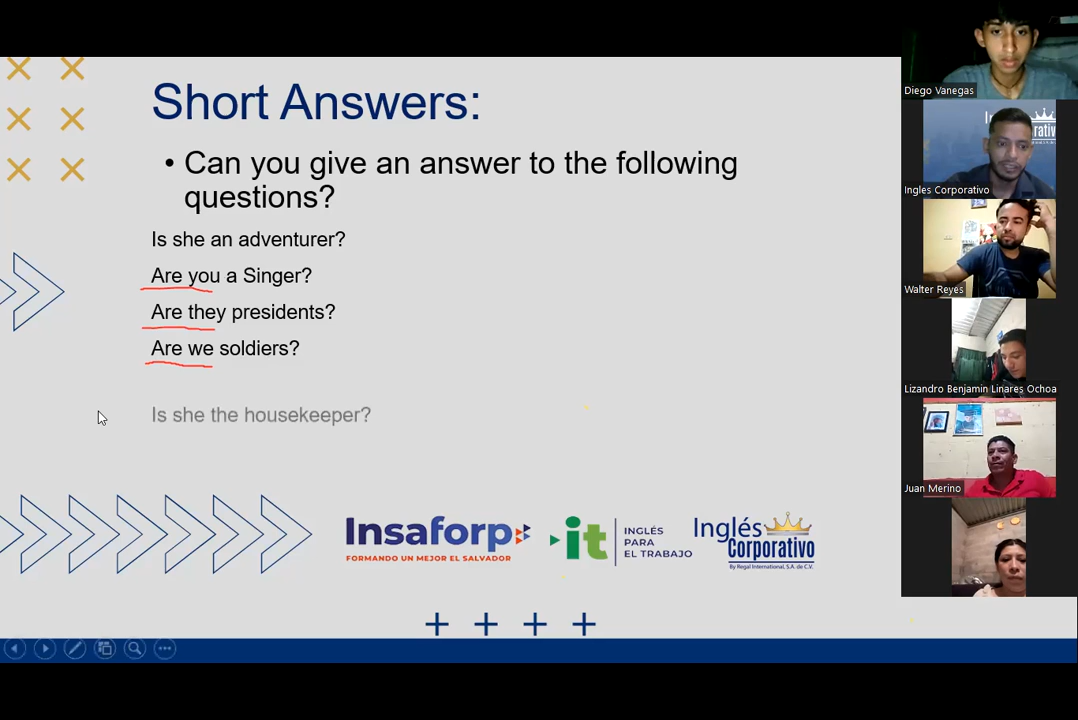 Short Answers:
• Can you give an answer to the following
questions?
Is she an adventurer?
Are you a Singer?
Are they presidents?
Are we soldiers?
Is she the housekeeper?
Insaforp
FORMANDO UN MEJOR EL SALVADOR
it
INGLÉS
PARA
EL TRABAJO
Inglés
Corporativo
By Regal International, S.A. de C.V.
Diego Vanegas
Ingles Corporativo
Walter Reyes
Lizandro Benjamin Linares Ochoa
Juan Merino